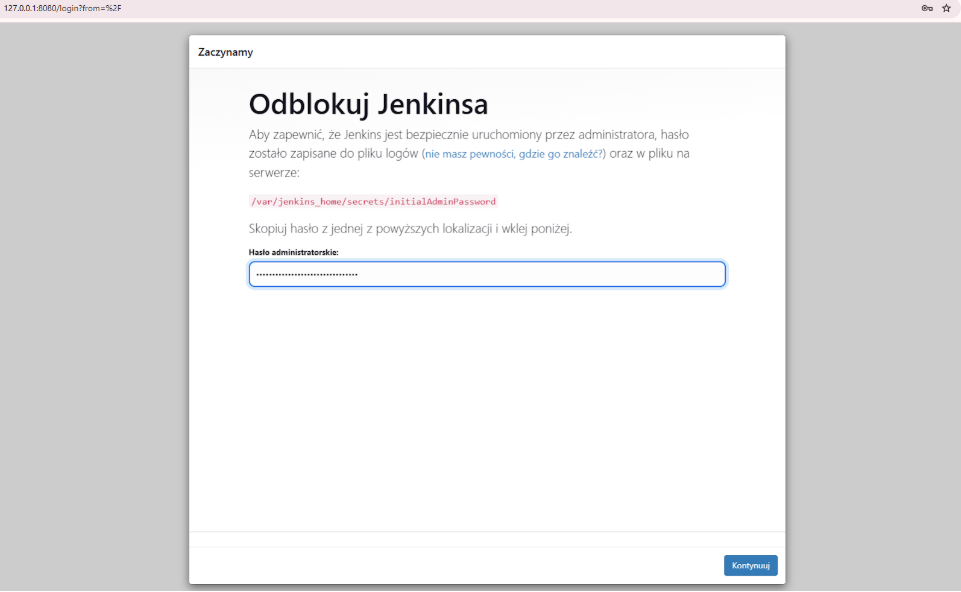 127.0.0.1:8080/login?from=%2F
Zaczynamy
Odblokuj Jenkinsa
Aby zapewnić, że Jenkins jest bezpiecznie uruchomiony przez administratora, hasło
zostało zapisane do pliku logów (nie masz pewności, gdzie go znaleźć?) oraz w pliku na
serwerze:
/var/jenkins_home/secrets/initialAdminPassword
Skopiuj hasło z jednej z powyższych lokalizacji i wklej poniżej.
Hasło administratorskie:
Kontynuuj